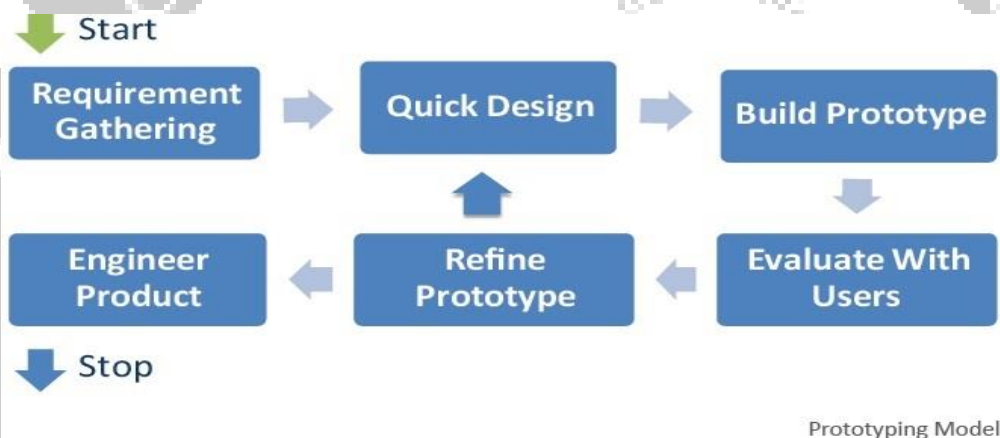 Start
Requirement
Gathering
Quick Design
Build Prototype
Engineer
Product
Refine
Prototype
Evaluate With
Users
Stop
Prototyping Model